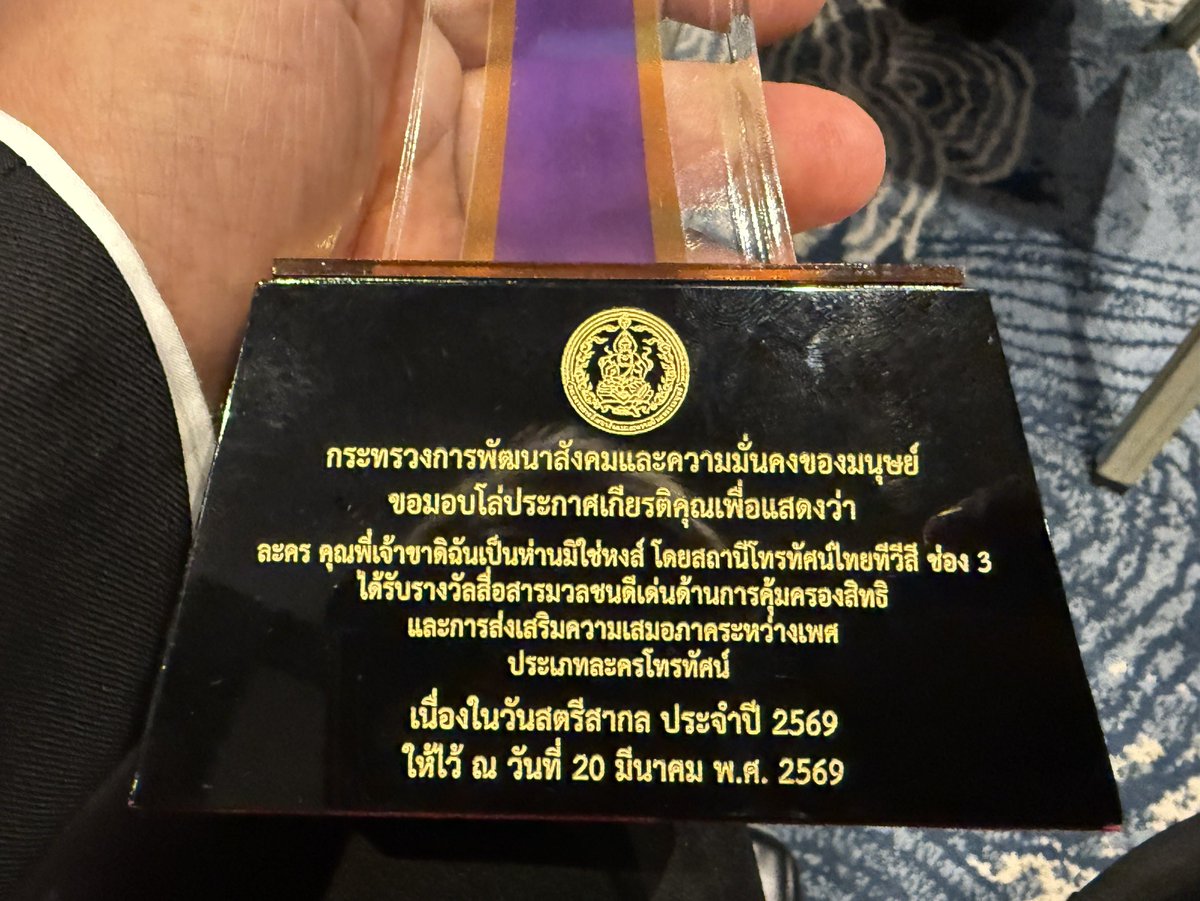 กระทรวงการพัฒนาสังคมและความมั่นคงของมนุษย์
ขอมอบโล่ประกาศเกียรติคุณเพื่อแสดงว่า
ละคร คุณพี่เจ้าขาดิฉันเป็นห่านมิใช่หงส์ โดยสถานีโทรทัศน์ไทยทีวีสี ช่อง 3
ได้รับรางวัลสื่อสารมวลชนดีเด่นด้านการคุ้มครองสิทธิ
และการส่งเสริมความเสมอภาคระหว่างเพศ
ประเภทละครโทรทัศน์
เนื่องในวันสตรีสากล ประจำปี 2569
ให้ไว้ ณ วันที่ 20 มีนาคม พ.ศ. 2569